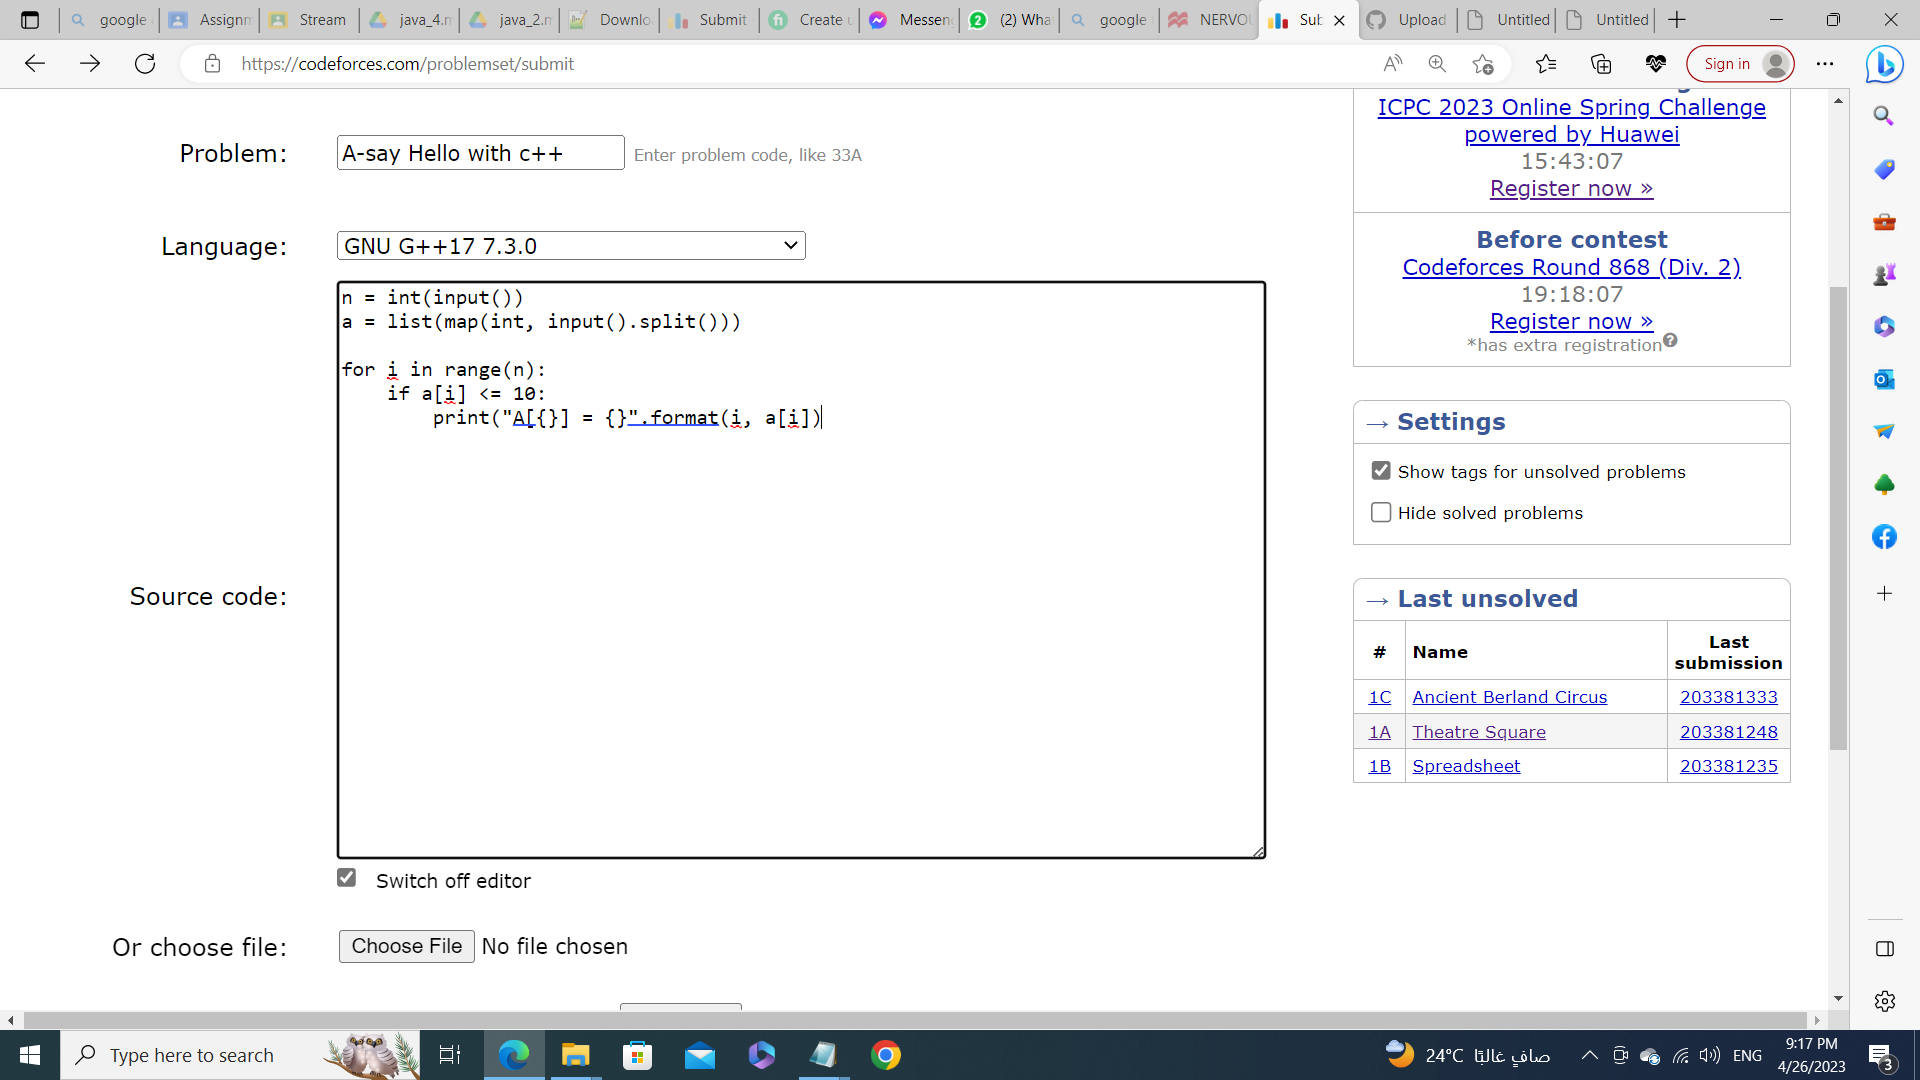 google
Assignm
Stream
java_4.m
java_2.m
Downlo
Submit
Create u
Messen
(2) Wha
google
NERVOU
Sub
Upload
Untitled
Untitled
https://codeforces.com/problemset/submit
Sign in
Problem:
A-say Hello with c++
Enter problem code, like 33A
Language:
GNU G++17 7.3.0
Source code:
n = int(input())
a = list(map(int, input().split()))
for i in range(n):
if a[i] <= 10:
print("A[{}] = {}".format(i, a[i])
Switch off editor
Or choose file:
Choose File No file chosen
ICPC 2023 Online Spring Challenge
powered by Huawei
15:43:07
Register now »
Before contest
Codeforces Round 868 (Div. 2)
19:18:07
Register now »
*has extra registration?
→ Settings
Show tags for unsolved problems
Hide solved problems
→ Last unsolved
# Name Last submission
1C Ancient Berland Circus 203381333
1A Theatre Square 203381248
1B Spreadsheet 203381235
Type here to search
24°C صافٍ غالبًا
ENG
9:17 PM
4/26/2023
3